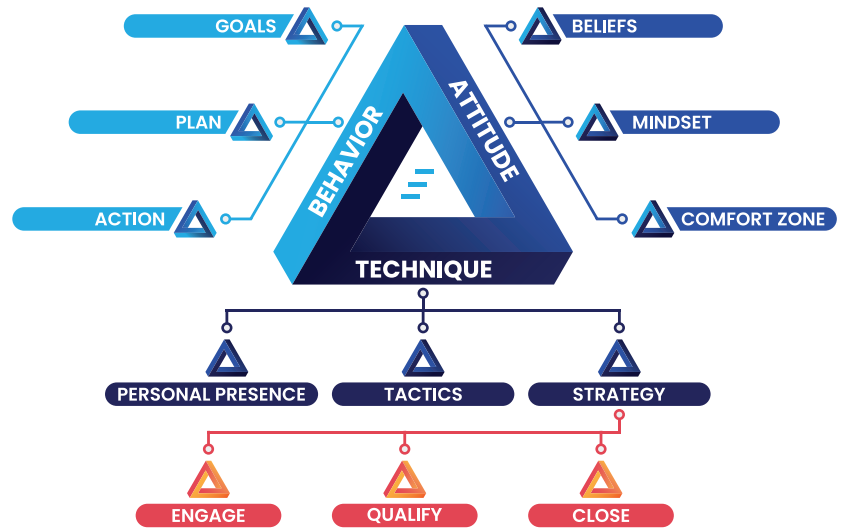 GOALS
BELIEFS
PLAN
MINDSET
ACTION
COMFORT ZONE
BEHAVIOR
ATTITUDE
TECHNIQUE
PERSONAL PRESENCE
TACTICS
STRATEGY
ENGAGE
QUALIFY
CLOSE